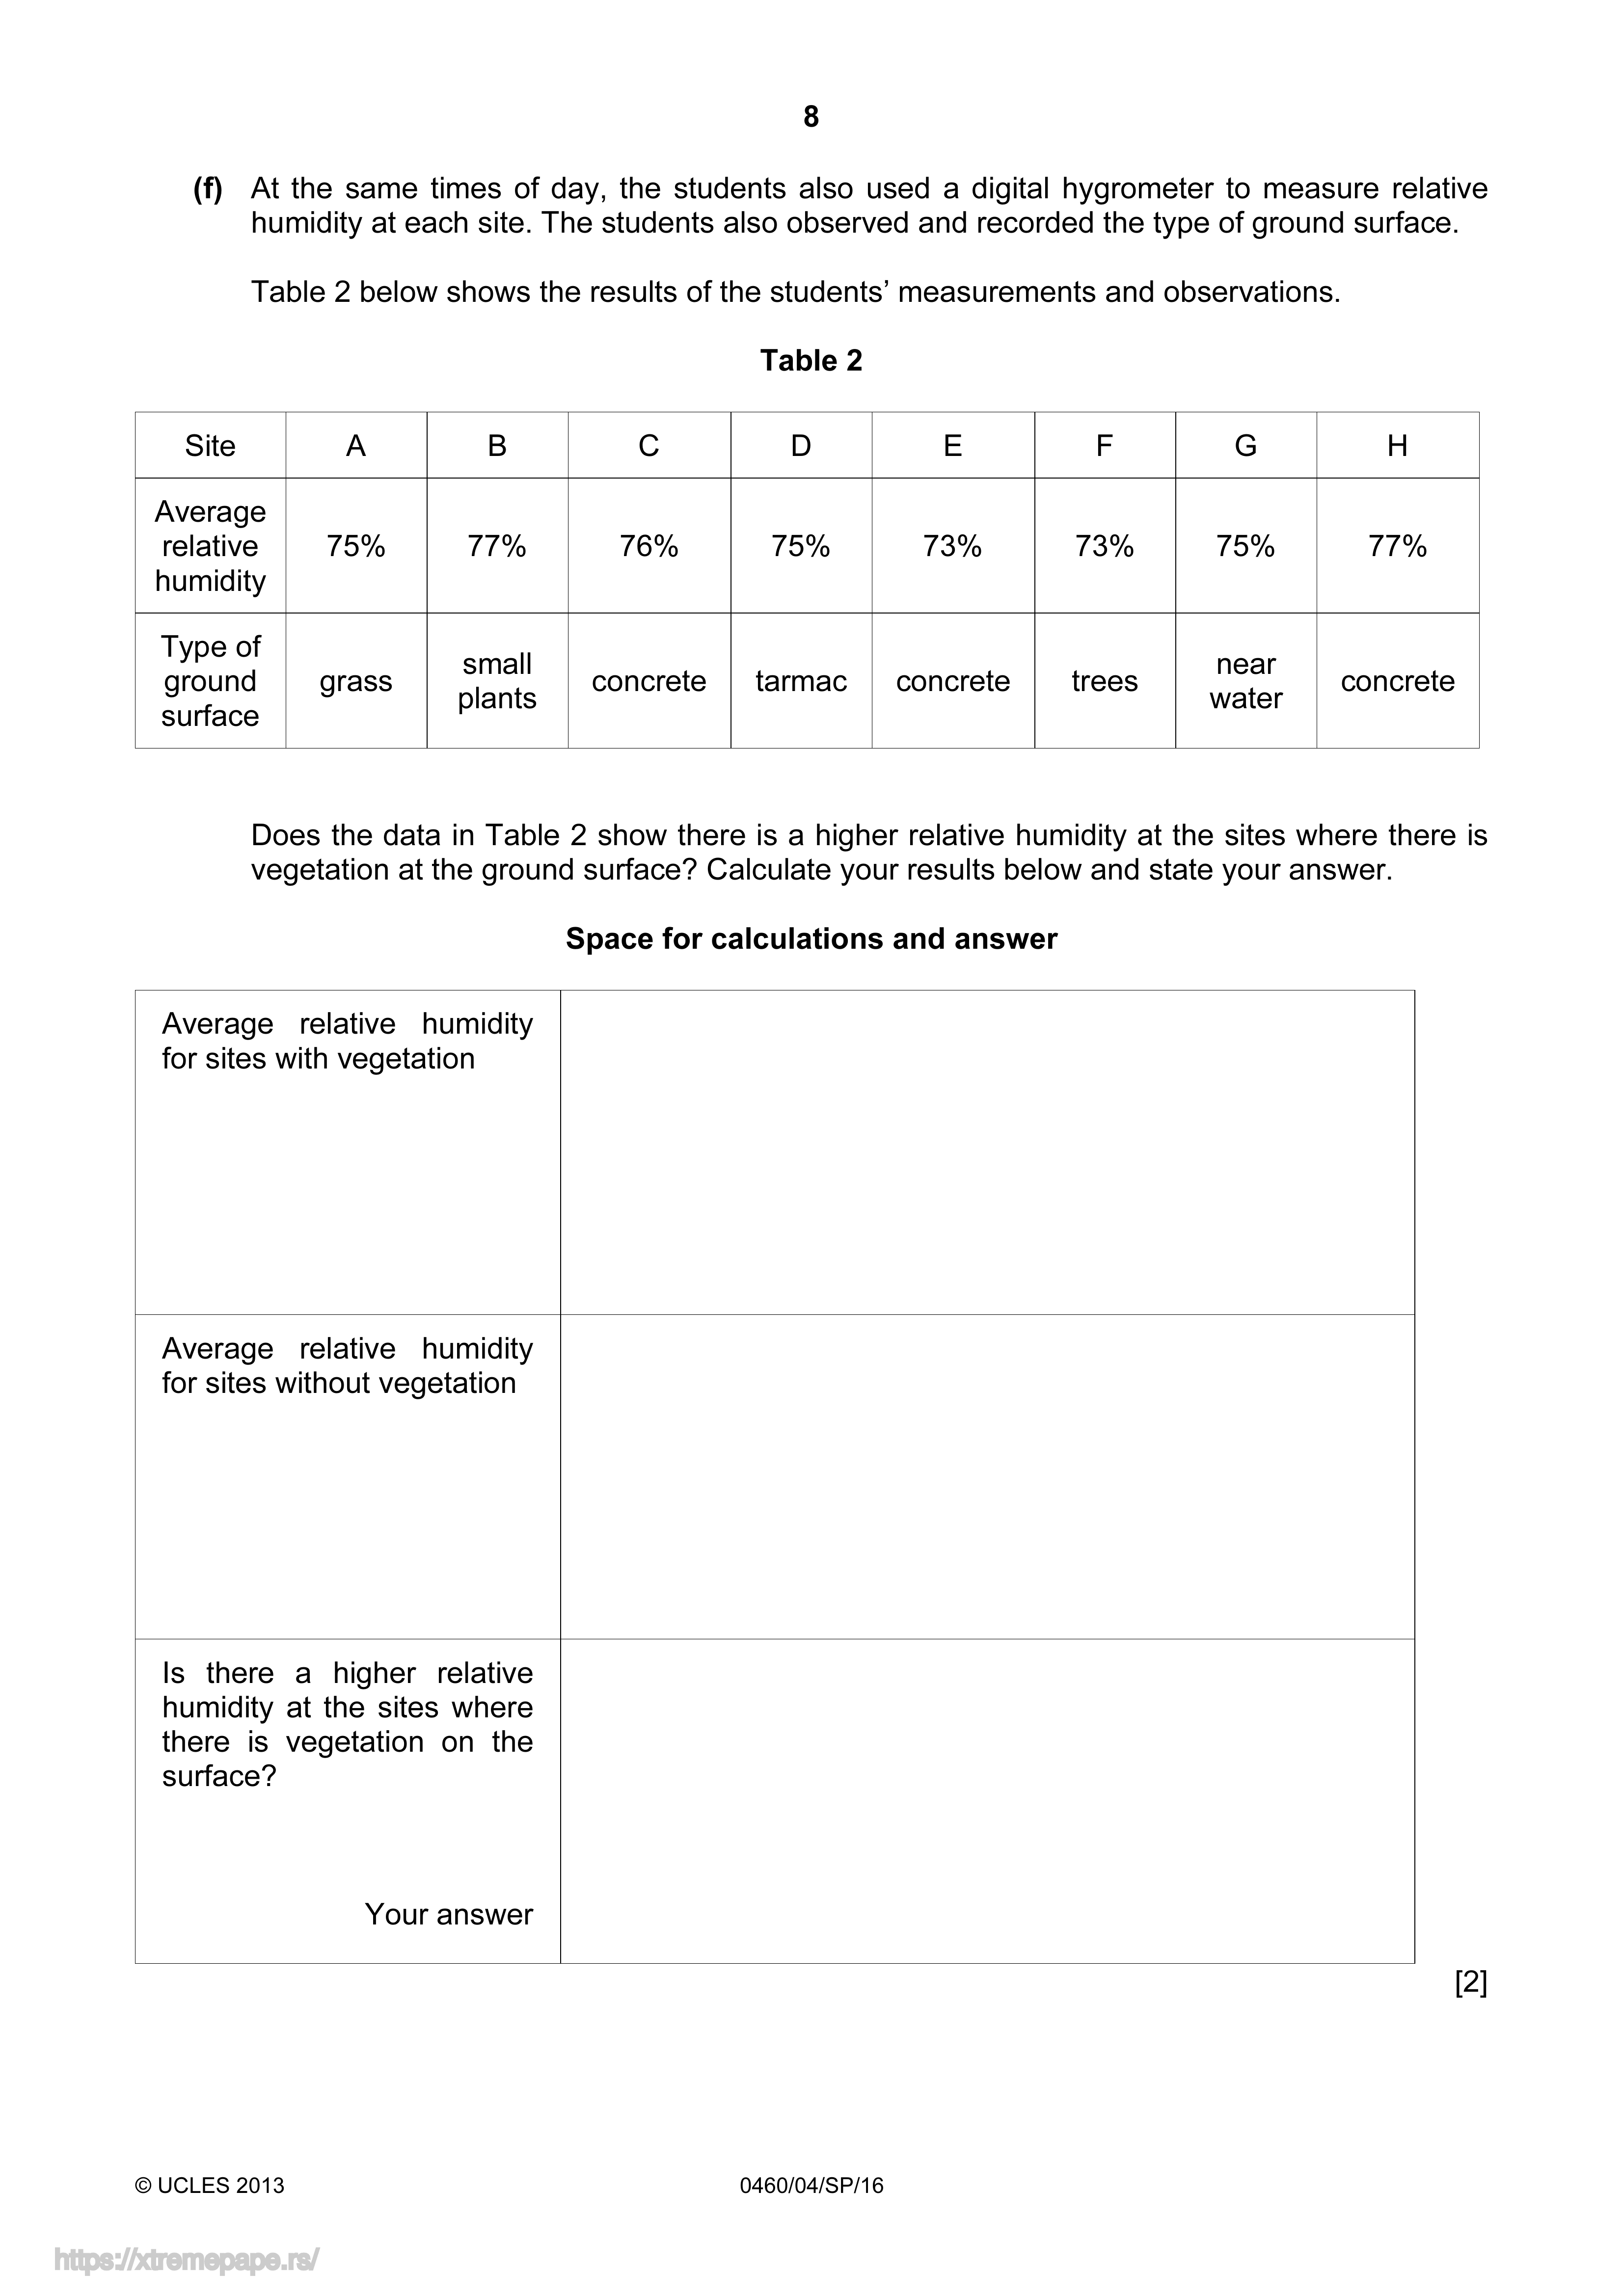 8
(f) At the same times of day, the students also used a digital hygrometer to measure relative
humidity at each site. The students also observed and recorded the type of ground surface.
Table 2 below shows the results of the students’ measurements and observations.
Table 2
Site A B C D E F G H
Average
relative
humidity
75% 77% 76% 75% 73% 73% 75% 77%
Type of
ground
surface
grass
small
plants
concrete
tarmac
concrete
trees
near
water
concrete
Does the data in Table 2 show there is a higher relative humidity at the sites where there is
vegetation at the ground surface? Calculate your results below and state your answer.
Space for calculations and answer
Average relative humidity
for sites with vegetation
Average relative humidity
for sites without vegetation
Is there a higher relative
humidity at the sites where
there is vegetation on the
surface?
Your answer
[2]
© UCLES 2013 0460/04/SP/16
https://xtremepape.rs/